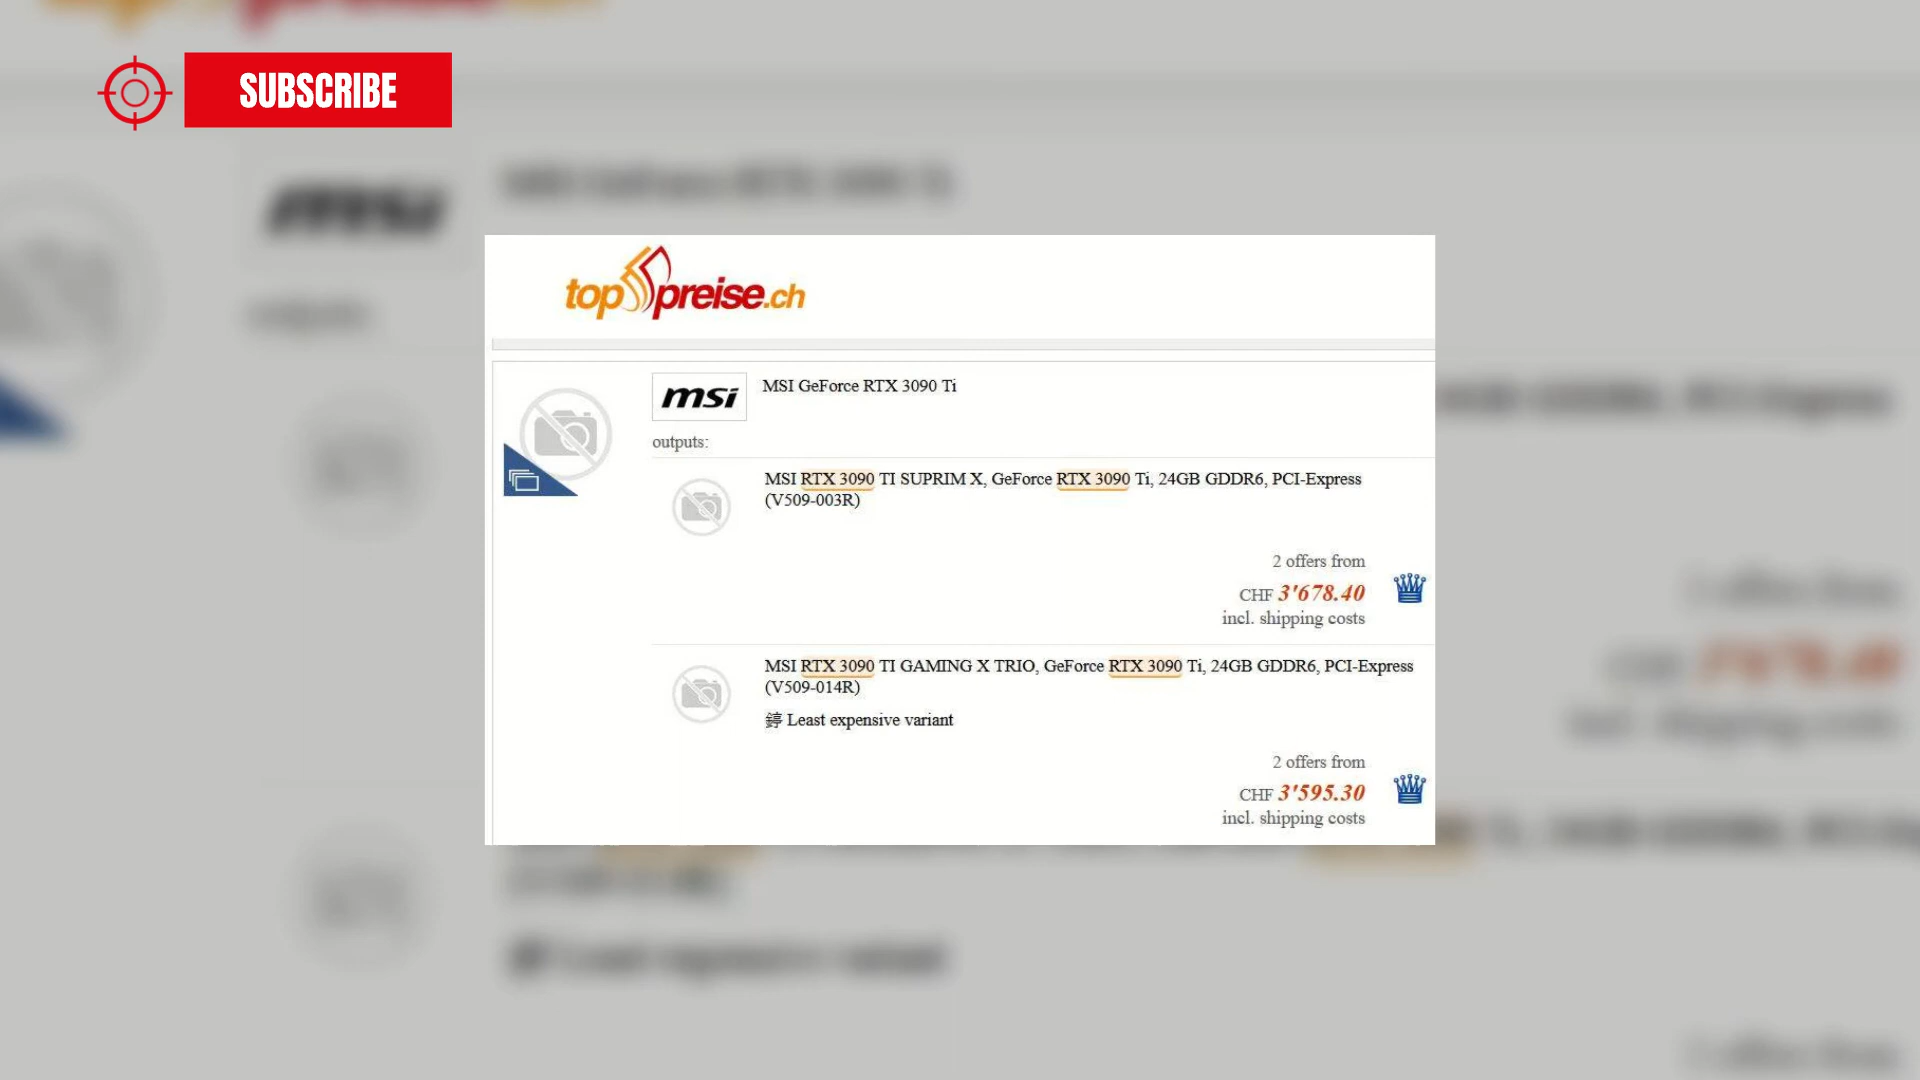 SUBSCRIBE
toppreise.ch
msi
MSI GeForce RTX 3090 Ti
outputs:
MSI RTX 3090 TI SUPRIM X, GeForce RTX 3090 Ti, 24GB GDDR6, PCI-Express
(V509-003R)
2 offers from
CHF 3'678.40
incl. shipping costs
MSI RTX 3090 TI GAMING X TRIO, GeForce RTX 3090 Ti, 24GB GDDR6, PCI-Express
(V509-014R)
Least expensive variant
2 offers from
CHF 3'595.30
incl. shipping costs